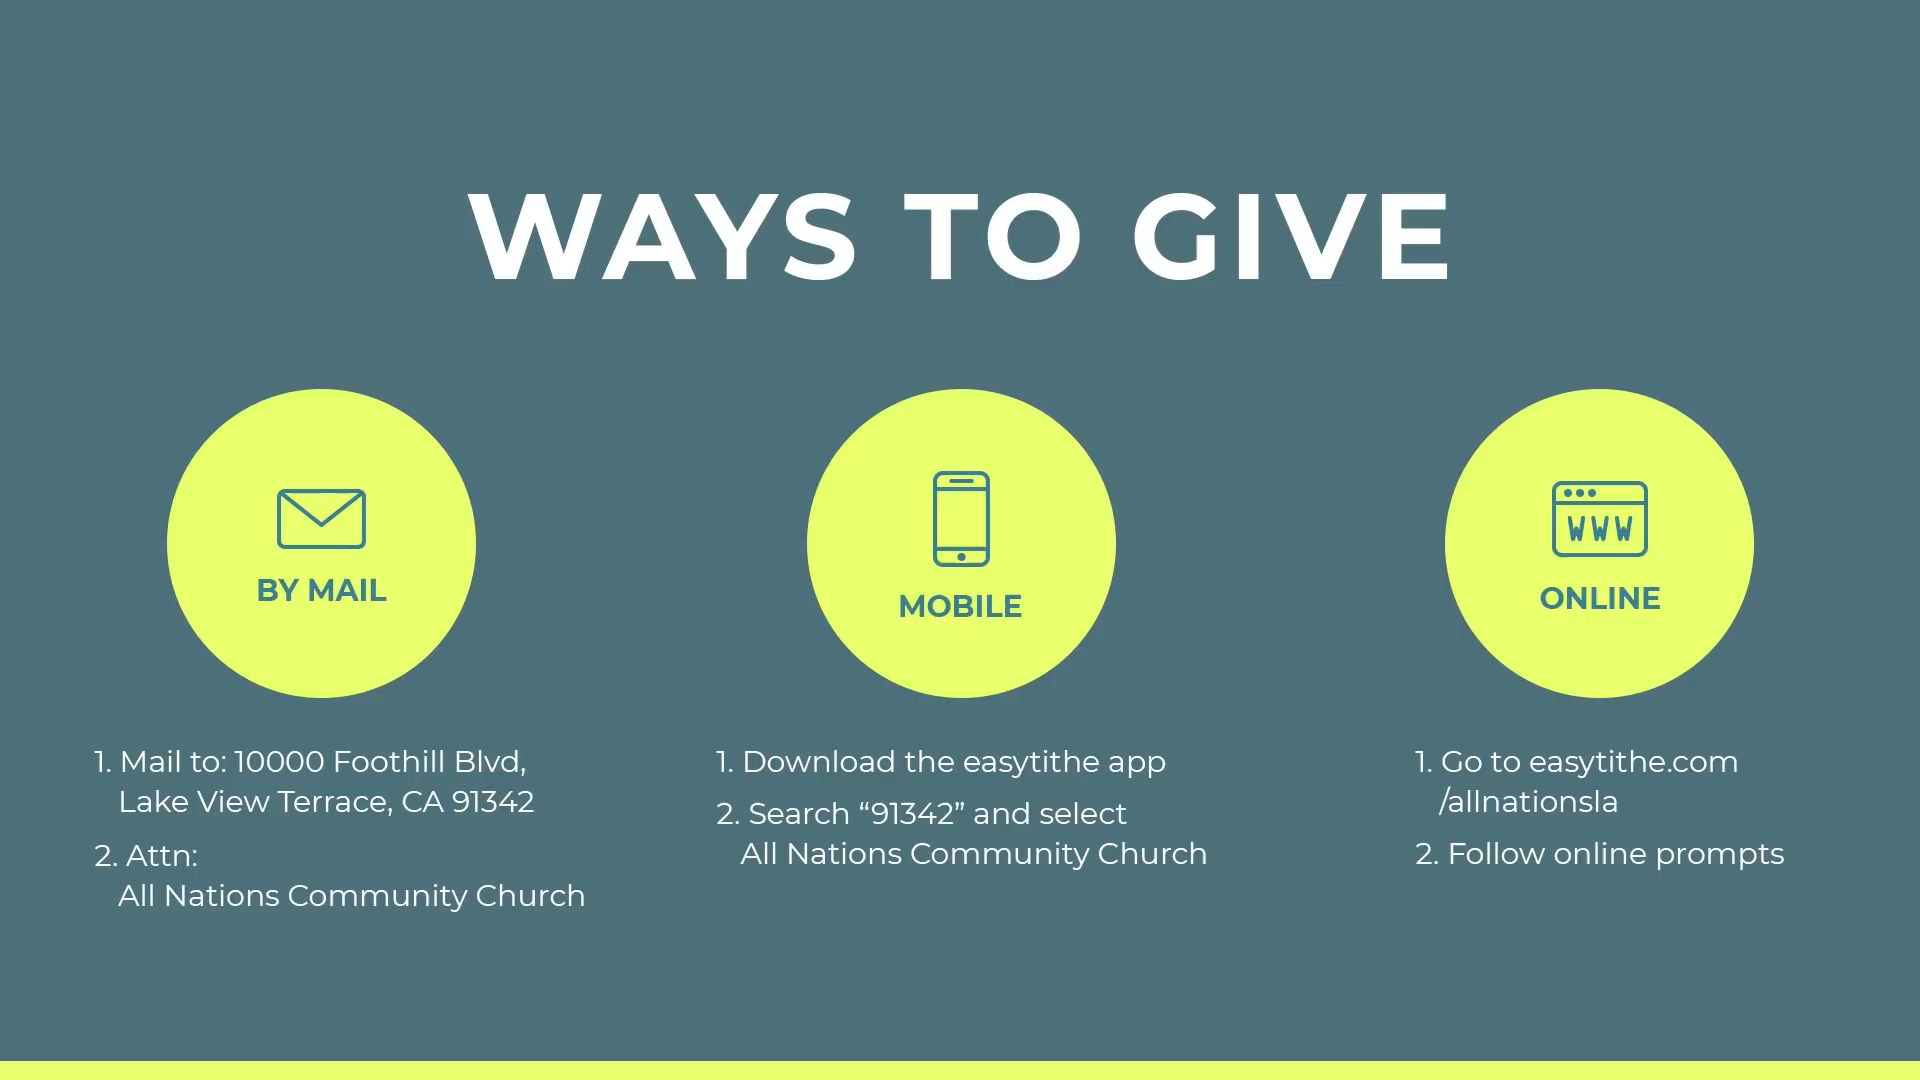 WAYS TO GIVE
BY MAIL
1. Mail to: 10000 Foothill Blvd,
Lake View Terrace, CA 91342
2. Attn:
All Nations Community Church
MOBILE
1. Download the easytithe app
2. Search “91342” and select
All Nations Community Church
WWW
ONLINE
1. Go to easytithe.com
/allnationsla
2. Follow online prompts